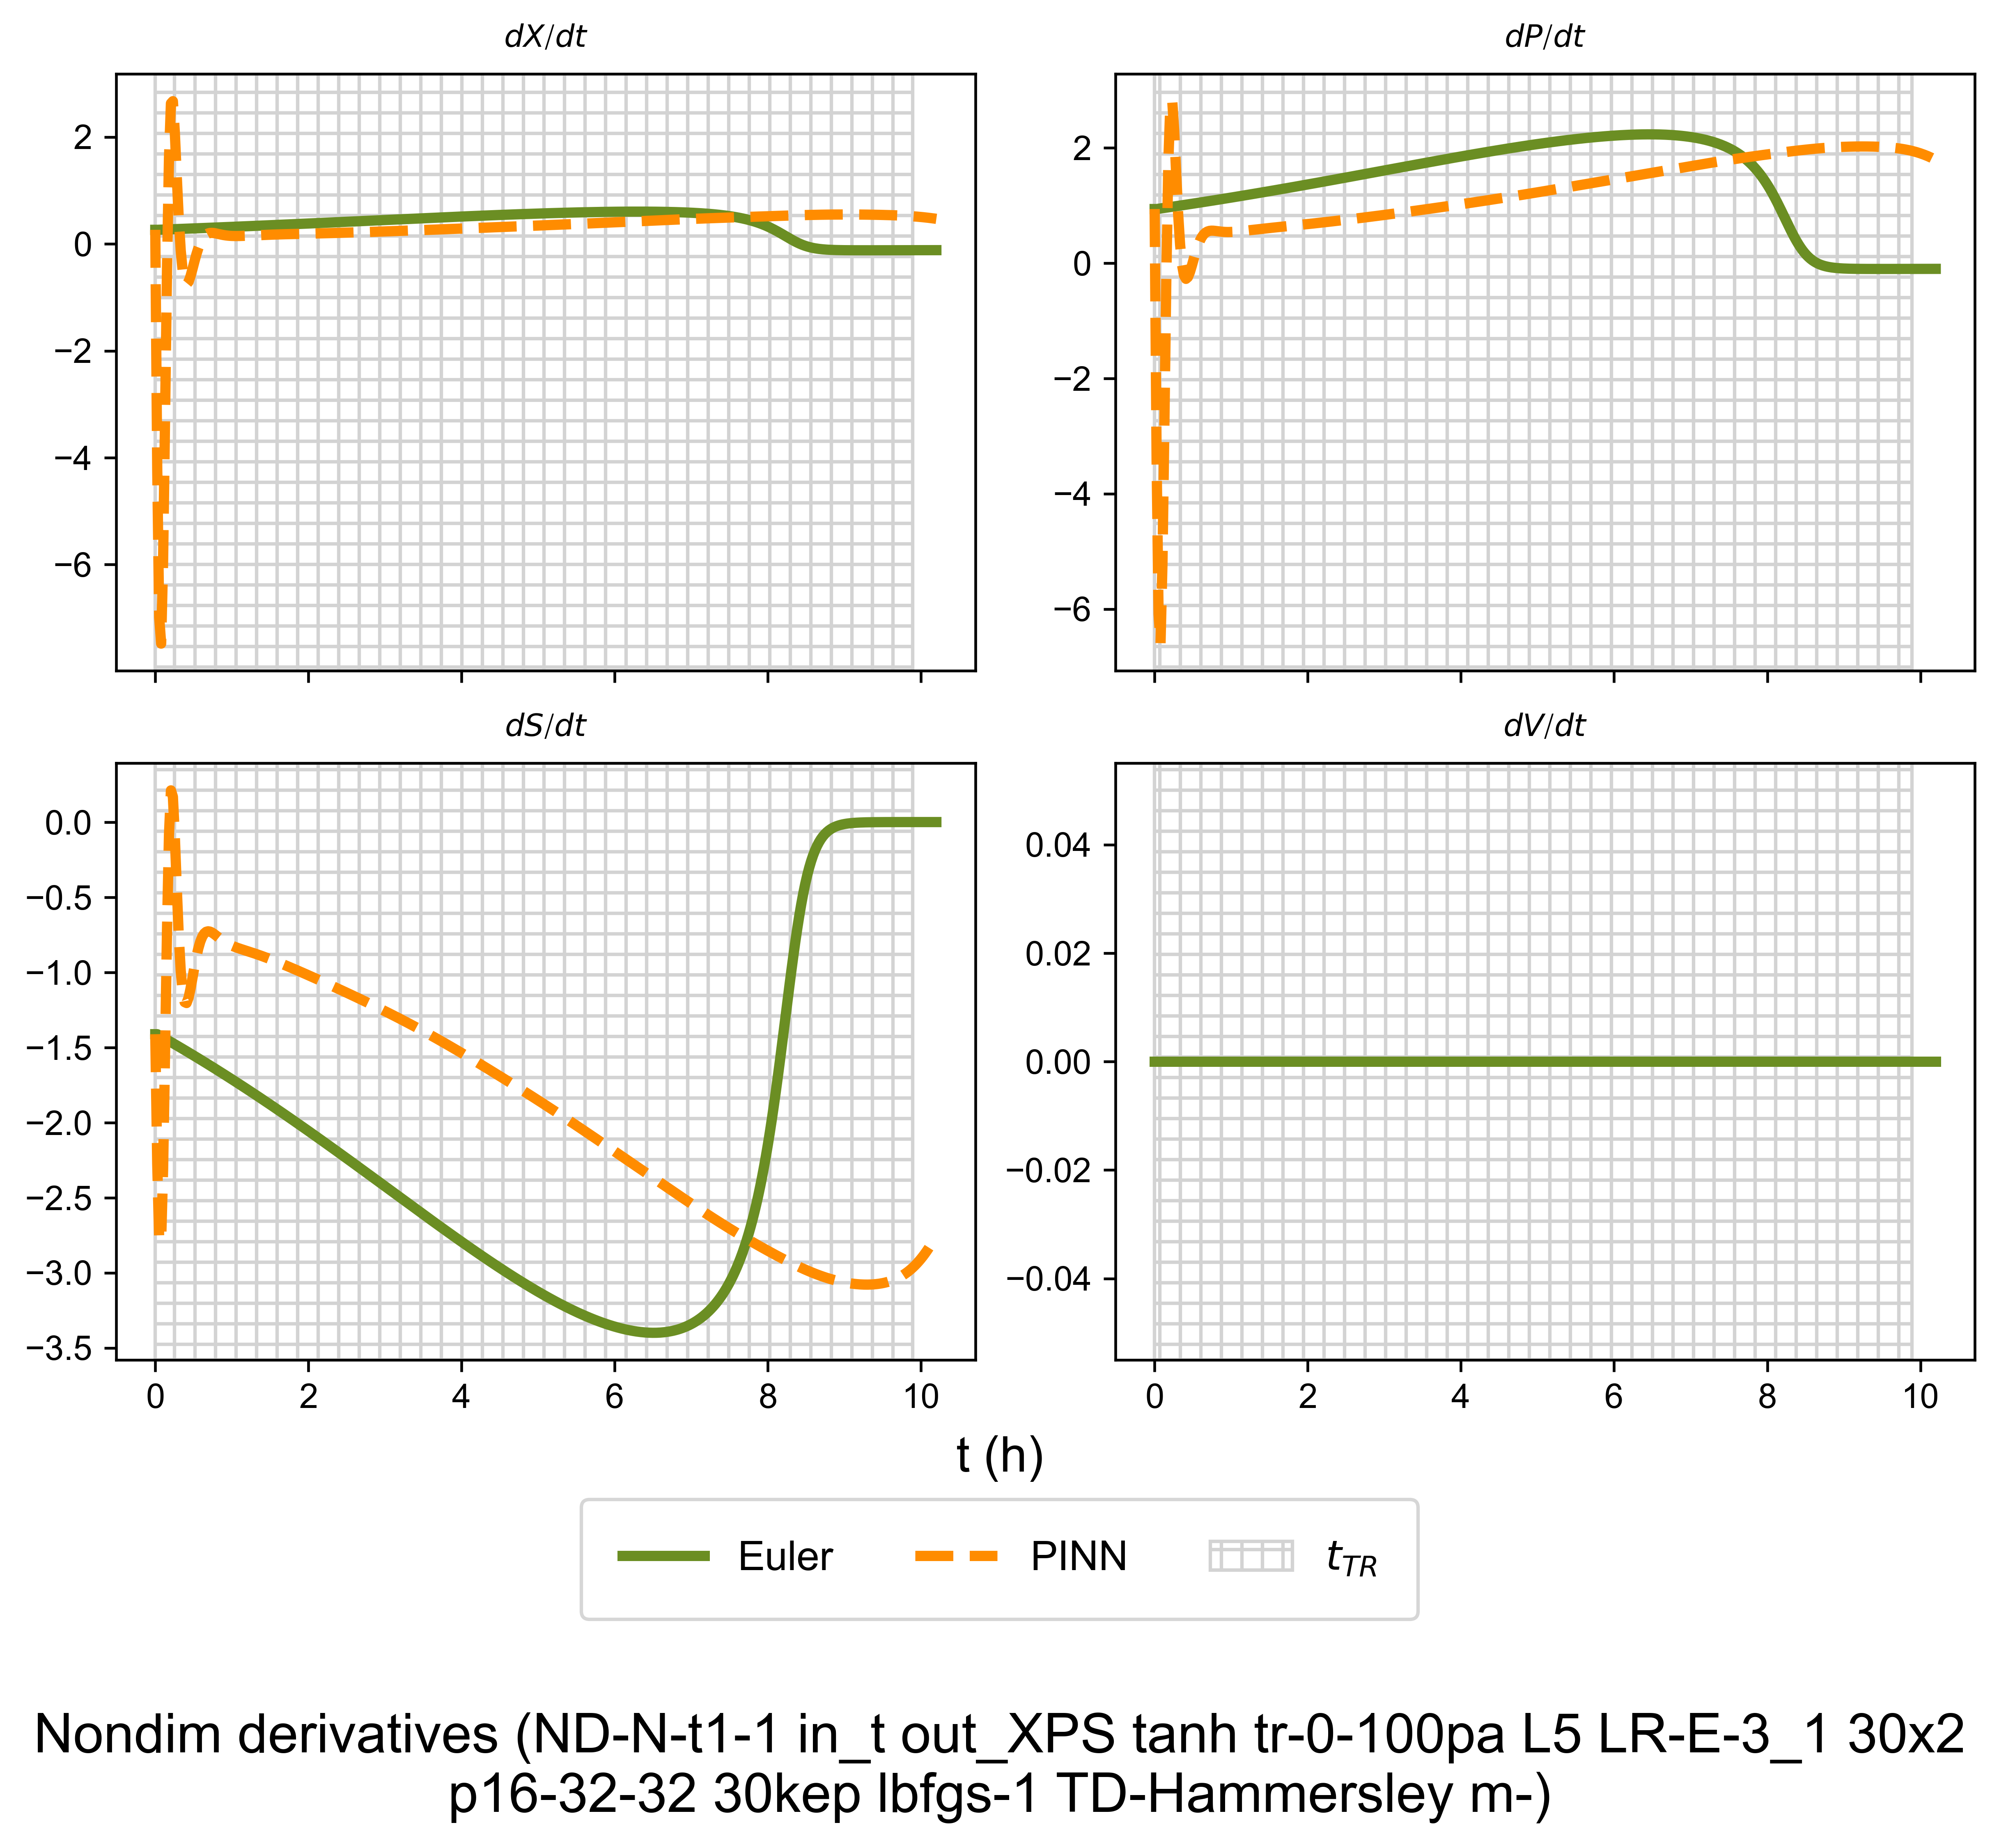 dX/dt
dP/dt
2
0
−2
−4
−6
2
0
−2
−4
−6
dS/dt
dV/dt
0.0
−0.5
−1.0
−1.5
−2.0
−2.5
−3.0
−3.5
0.04
0.02
0.00
−0.02
−0.04
0 2 4 6 8 10
0 2 4 6 8 10
t (h)
Euler PINN t_TR
Nondim derivatives (ND-N-t1-1 in_t out_XPS tanh tr-0-100pa L5 LR-E-3_1 30x2
p16-32-32 30kep lbfgs-1 TD-Hammersley m-)